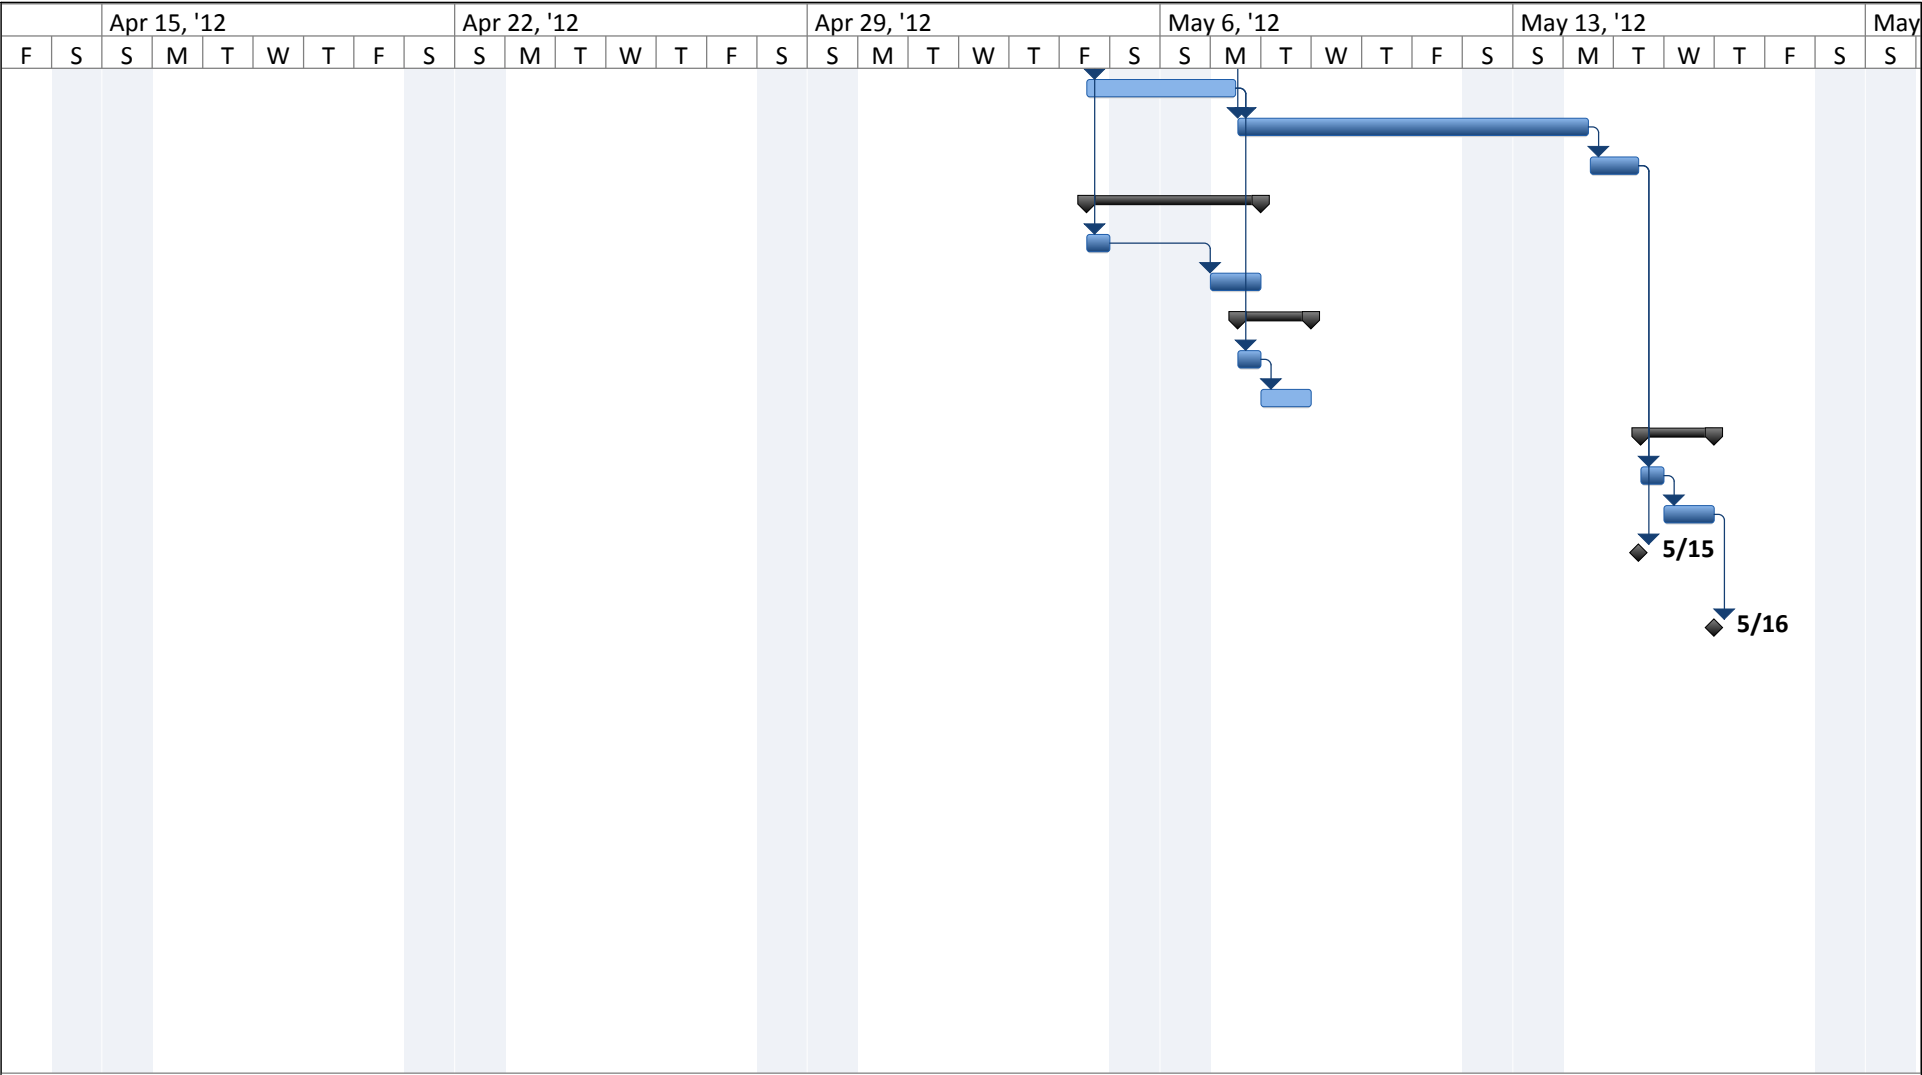 Apr 15, '12 Apr 22, '12 Apr 29, '12 May 6, '12 May 13, '12 May
F S S M T W T F S S M T W T F S S M T W T F S S M T W T F S S M T W T F S S
5/15
5/16